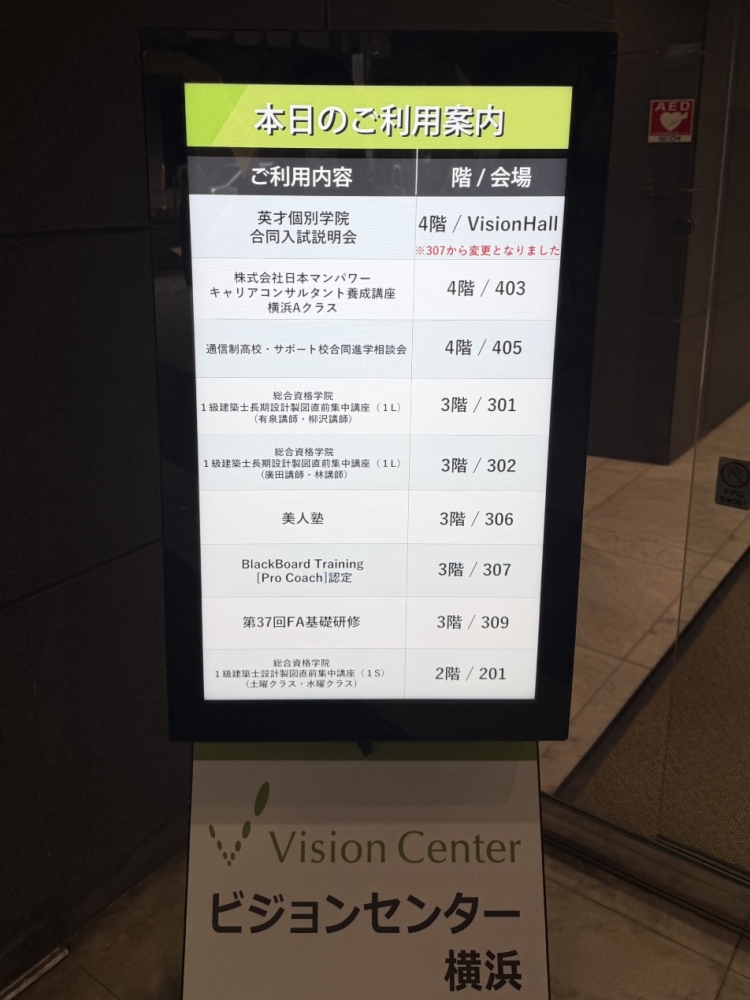 本日のご利用案内
ご利用内容 階 / 会場
英才個別学院
合同入試説明会
4階 / VisionHall
※307から変更となりました
株式会社日本マンパワー
キャリアコンサルタント養成講座
横浜Aクラス
4階 / 403
通信制高校・サポート校合同進学相談会
4階 / 405
総合資格学院
１級建築士長期設計製図直前集中講座（１L）
（有泉講師・柳沢講師）
3階 / 301
総合資格学院
１級建築士長期設計製図直前集中講座（１L）
（廣田講師・林講師）
3階 / 302
美人塾
3階 / 306
BlackBoard Training
[Pro Coach]認定
3階 / 307
第37回FA基礎研修
3階 / 309
総合資格学院
１級建築士設計製図直前集中講座（１S）
（土曜クラス・水曜クラス）
2階 / 201
Vision Center
ビジョンセンター
横浜
AED
SECOM